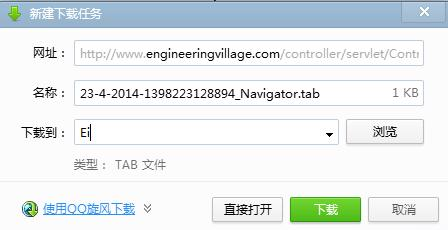 新建下载任务
网址： http://www.engineeringvillage.com/controller/servlet/Contr
名称： 23-4-2014-1398223128894_Navigator.tab 1 KB
下载到： Ei 浏览
类型： TAB 文件
使用QQ旋风下载 直接打开 下载 取消